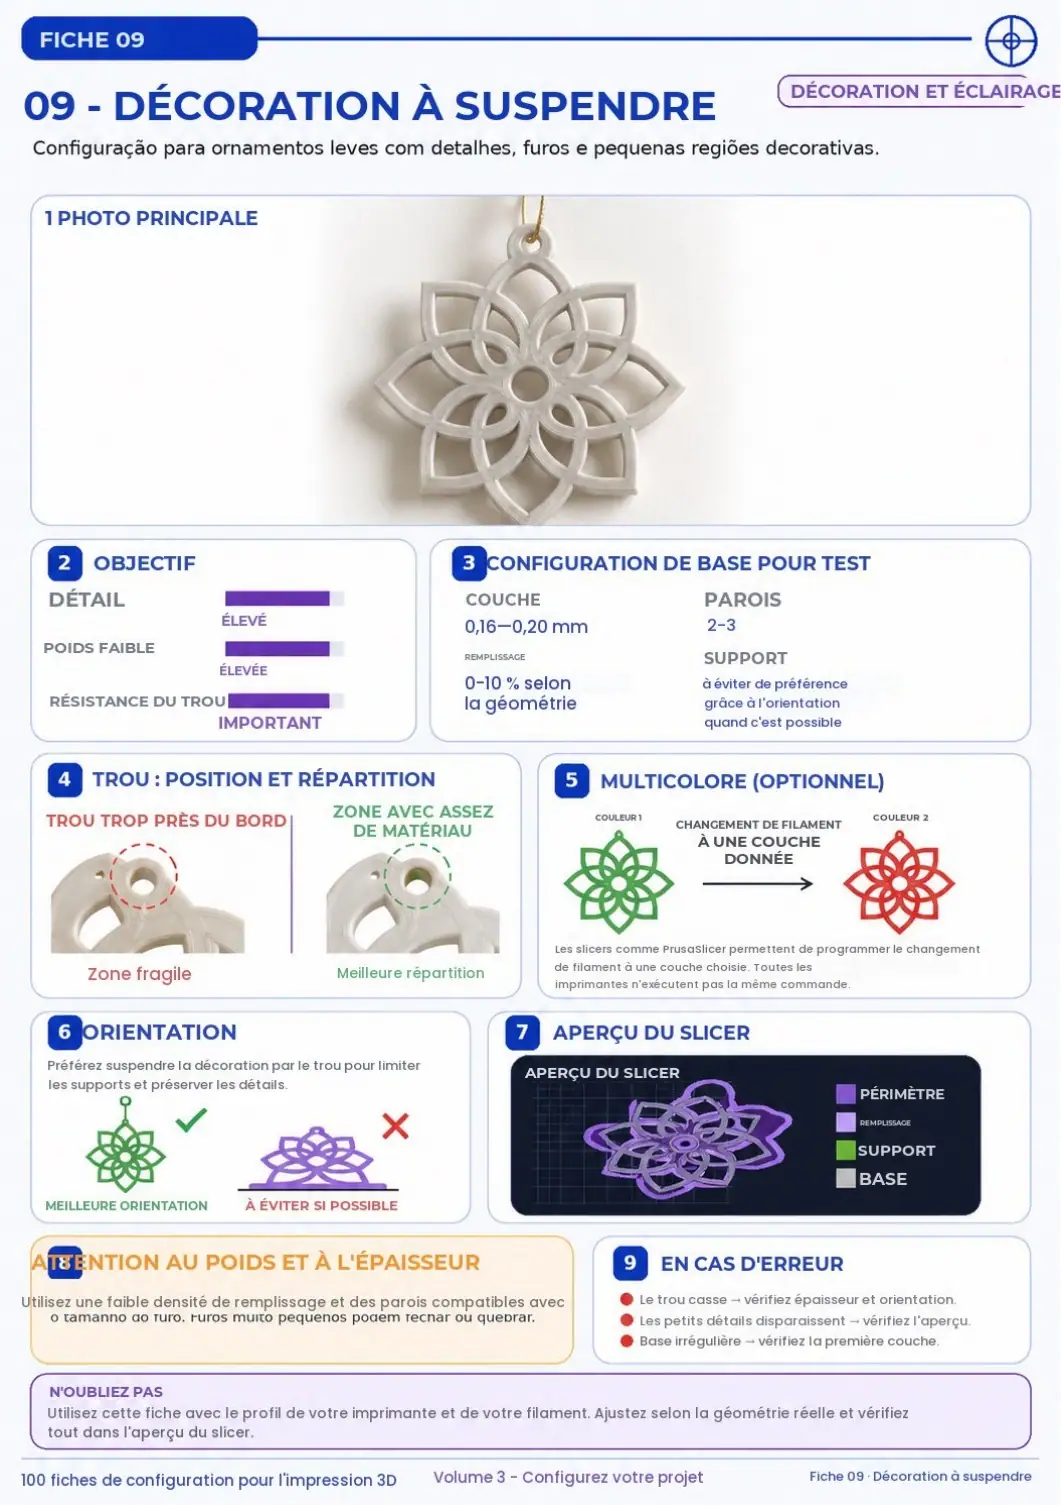 FICHE 09
09 - DÉCORATION À SUSPENDRE
DÉCORATION ET ÉCLAIRAGE
Configuração para ornamentos leves com detalhes, furos e pequenas regiões decorativas.
1 PHOTO PRINCIPALE
2 OBJECTIF
DÉTAIL
ÉLEVÉ
POIDS FAIBLE
ÉLEVÉE
RÉSISTANCE DU TROU
IMPORTANT
3 CONFIGURATION DE BASE POUR TEST
COUCHE
0,16—0,20 mm
PAROIS
2-3
REMPLISSAGE
0-10 % selon
la géométrie
SUPPORT
à éviter de préférence
grâce à l'orientation
quand c'est possible
4 TROU : POSITION ET RÉPARTITION
TROU TROP PRÈS DU BORD
Zone fragile
ZONE AVEC ASSEZ
DE MATÉRIAU
Meilleure répartition
5 MULTICOLORE (OPTIONNEL)
COULEUR 1
CHANGEMENT DE FILAMENT
À UNE COUCHE
DONNÉE
COULEUR 2
Les slicers comme PrusaSlicer permettent de programmer le changement
de filament à une couche choisie. Toutes les
imprimantes n'exécutent pas la même commande.
6 ORIENTATION
Préférez suspendre la décoration par le trou pour limiter
les supports et préserver les détails.
MEILLEURE ORIENTATION
À ÉVITER SI POSSIBLE
7 APERÇU DU SLICER
APERÇU DU SLICER
PÉRIMÈTRE
REMPLISSAGE
SUPPORT
BASE
8 ATTENTION AU POIDS ET À L'ÉPAISSEUR
Utilisez une faible densité de remplissage et des parois compatibles avec
o tamanho do furo. Furos muito pequenos podem fechar ou quebrar.
9 EN CAS D'ERREUR
Le trou casse → vérifiez épaisseur et orientation.
Les petits détails disparaissent → vérifiez l'aperçu.
Base irrégulière → vérifiez la première couche.
N'OUBLIEZ PAS
Utilisez cette fiche avec le profil de votre imprimante et de votre filament. Ajustez selon la géométrie réelle et vérifiez
tout dans l'aperçu du slicer.
100 fiches de configuration pour l'impression 3D
Volume 3 - Configurez votre projet
Fiche 09 · Décoration à suspendre